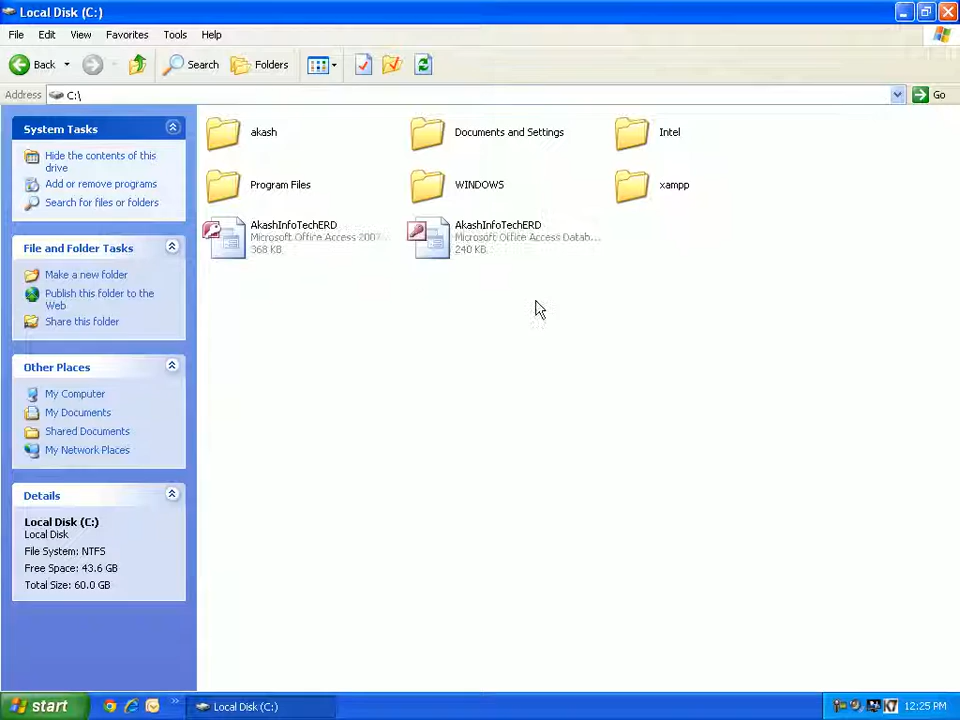 Local Disk (C:)
File Edit View Favorites Tools Help
Back Search Folders
Address C:\ Go
System Tasks
Hide the contents of this
drive
Add or remove programs
Search for files or folders
File and Folder Tasks
Make a new folder
Publish this folder to the
Web
Share this folder
Other Places
My Computer
My Documents
Shared Documents
My Network Places
Details
Local Disk (C:)
Local Disk
File System: NTFS
Free Space: 43.6 GB
Total Size: 60.0 GB
akash Documents and Settings Intel
Program Files WINDOWS xampp
AkashInfoTechERD AkashInfoTechERD
Microsoft Office Access 2007... Microsoft Office Access Datab...
368 KB 240 KB
start Local Disk (C:) K7 12:25 PM